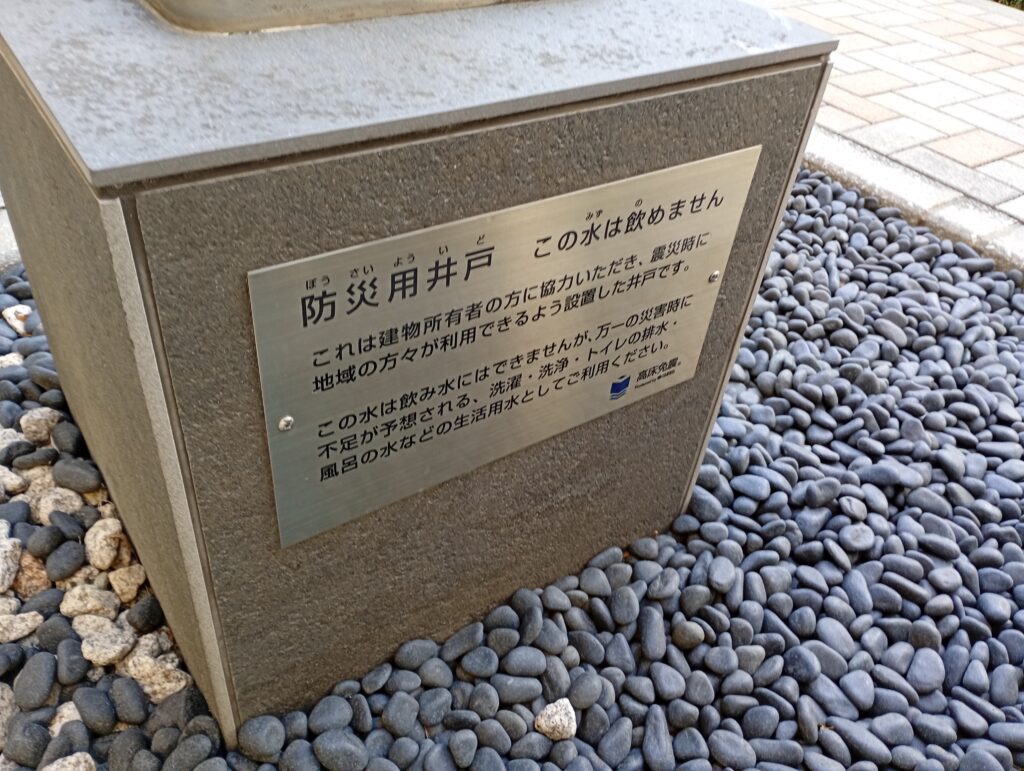 ぼう さい よう い ど
みず の
防災用井戸 この水は飲めません
これは建物所有者の方に協力いただき、震災時に
地域の方々が利用できるよう設置した井戸です。
この水は飲み水にはできませんが、万一の災害時に
不足が予想される、洗濯・洗浄・トイレの排水・
風呂の水などの生活用水としてご利用ください。
高床免震。